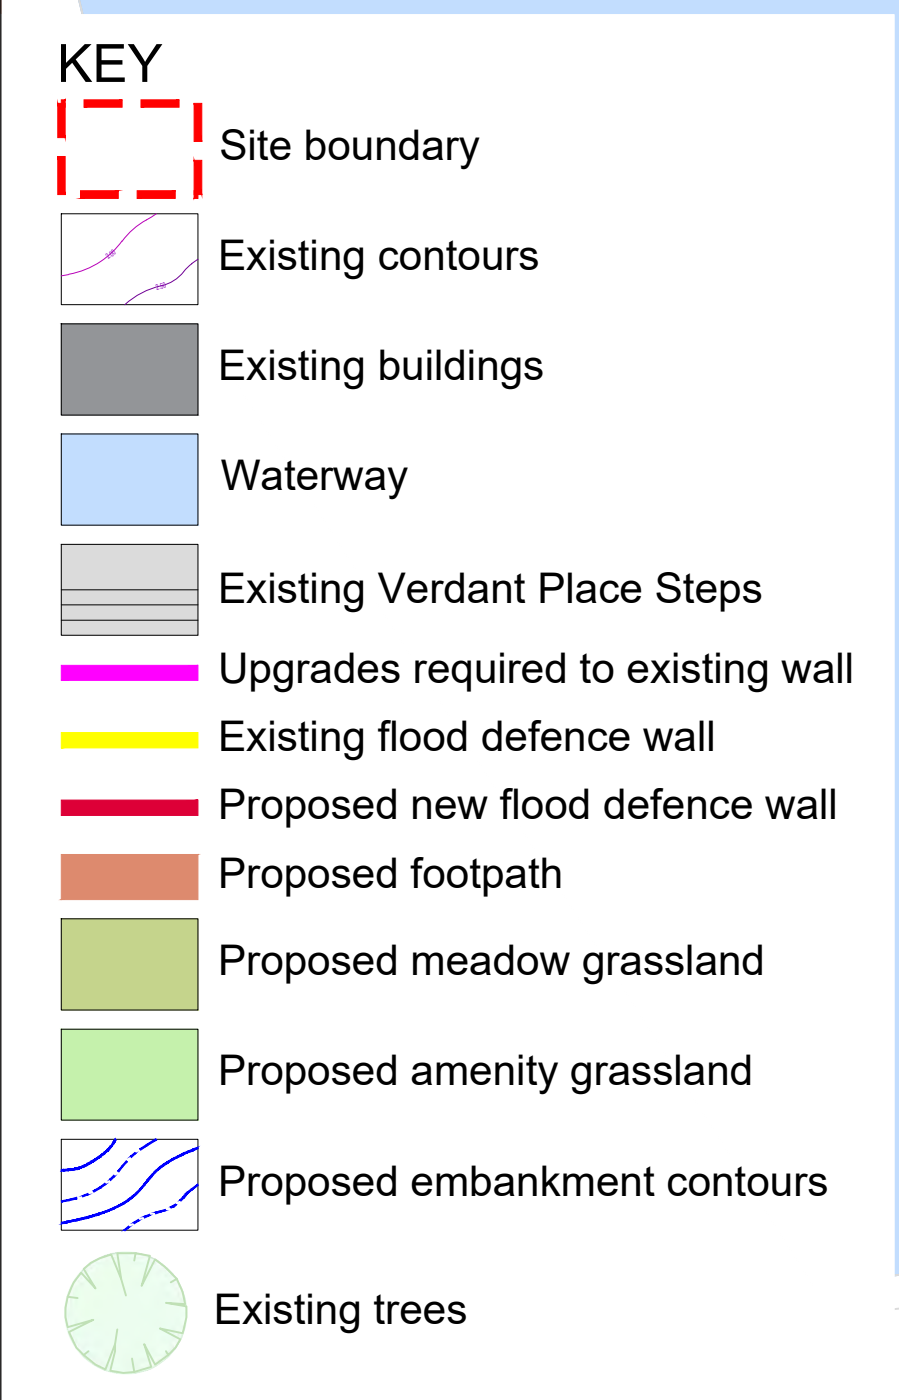 KEY
Site boundary
Existing contours
Existing buildings
Waterway
Existing Verdant Place Steps
Upgrades required to existing wall
Existing flood defence wall
Proposed new flood defence wall
Proposed footpath
Proposed meadow grassland
Proposed amenity grassland
Proposed embankment contours
Existing trees